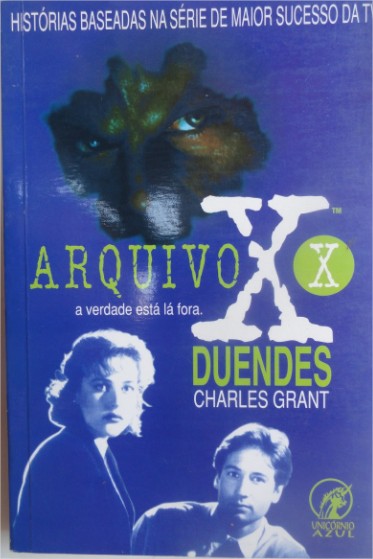 HISTÓRIAS BASEADAS NA SÉRIE DE MAIOR SUCESSO DA TV
ARQUIVO X™ X
a verdade está lá fora.
DUENDES
CHARLES GRANT
UNICÓRNIO
AZUL